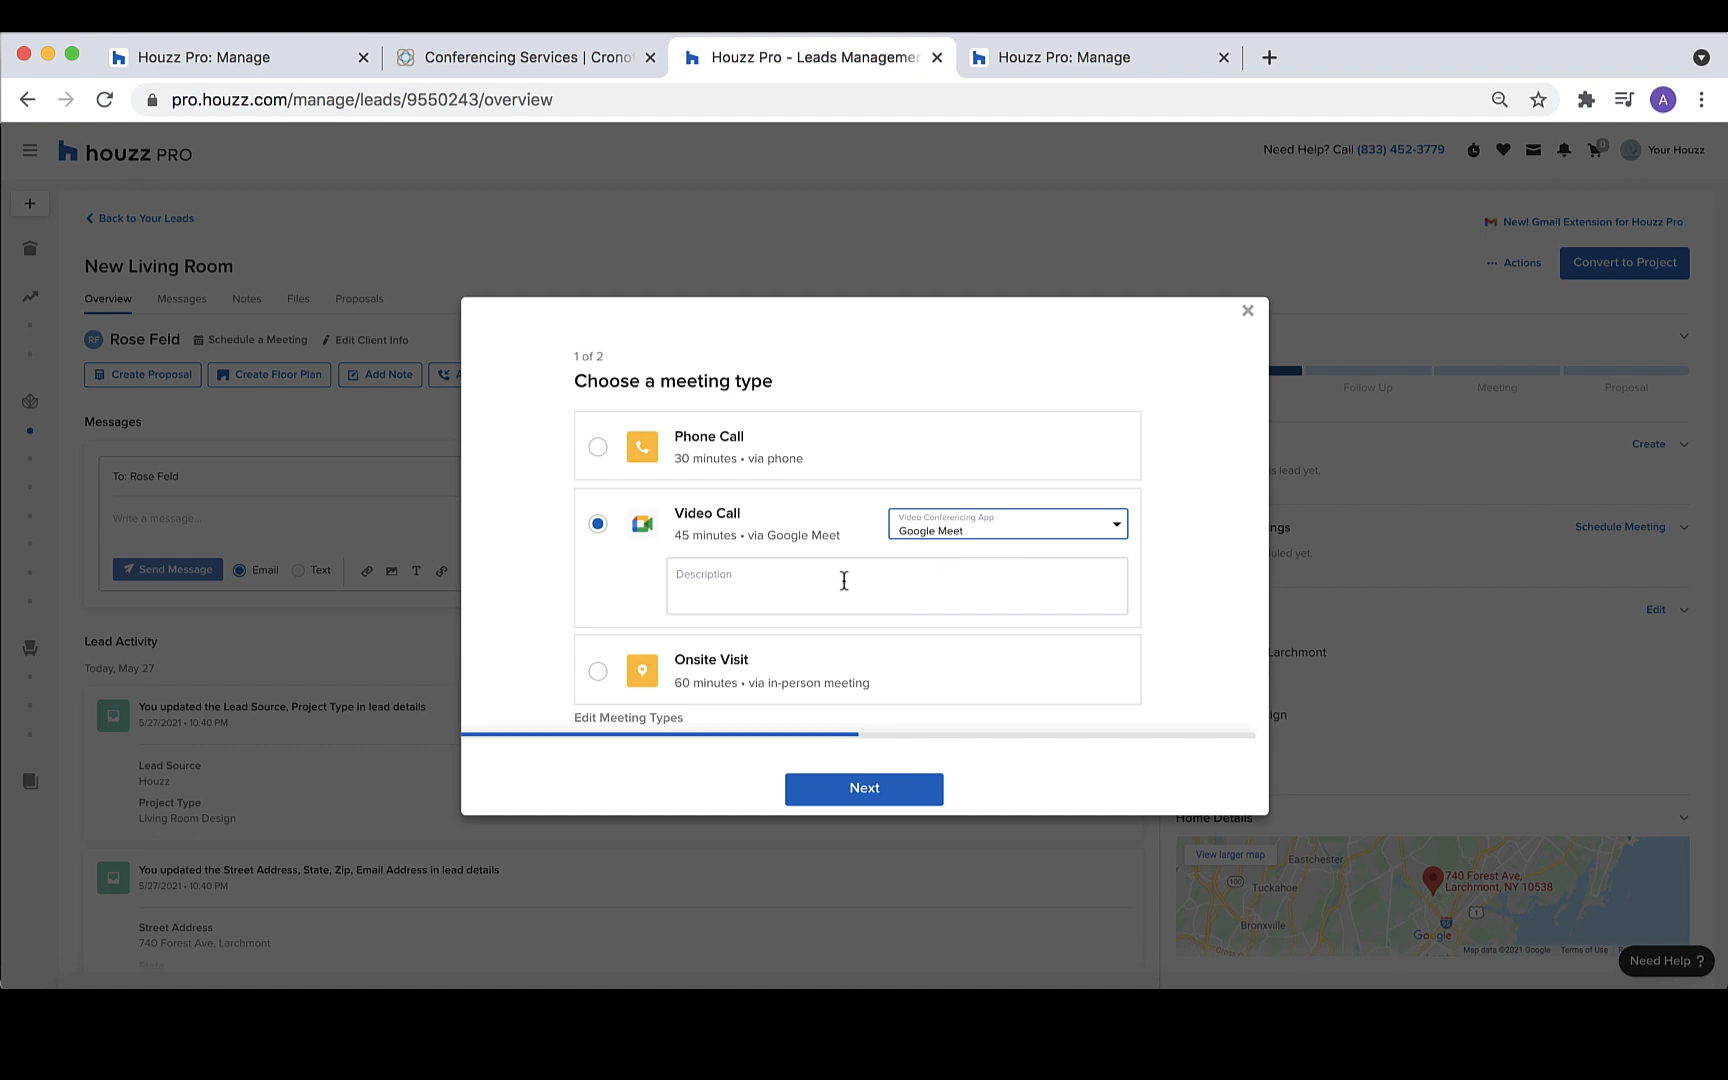 Houzz Pro: Manage
Conferencing Services | Crono
Houzz Pro - Leads Managemen
Houzz Pro: Manage
pro.houzz.com/manage/leads/9550243/overview
A
houzz PRO
Need Help? Call (833) 452-3779
0
Your Houzz
Back to Your Leads
New! Gmail Extension for Houzz Pro
New Living Room
Actions
Convert to Project
Overview
Messages
Notes
Files
Proposals
RF
Rose Feld
Schedule a Meeting
Edit Client Info
Create Proposal
Create Floor Plan
Add Note
A
Follow Up
Meeting
Proposal
Messages
To: Rose Feld
Write a message...
Send Message
Email
Text
Create
s lead yet.
ngs
Schedule Meeting
uled yet.
Edit
Larchmont
ign
1 of 2
Choose a meeting type
Phone Call
30 minutes • via phone
Video Call
45 minutes • via Google Meet
Video Conferencing App
Google Meet
Description
Onsite Visit
60 minutes • via in-person meeting
Edit Meeting Types
Next
Lead Activity
Today, May 27
You updated the Lead Source, Project Type in lead details
5/27/2021 • 10:40 PM
Lead Source
Houzz
Project Type
Living Room Design
You updated the Street Address, State, Zip, Email Address in lead details
5/27/2021 • 10:40 PM
Street Address
740 Forest Ave, Larchmont
State
Home Details
View larger map
Eastchester
100
Tuckahoe
Bronxville
740 Forest Ave,
Larchmont, NY 10538
1
95
Google
Map data ©2021 Google
Terms of Use
Need Help ?